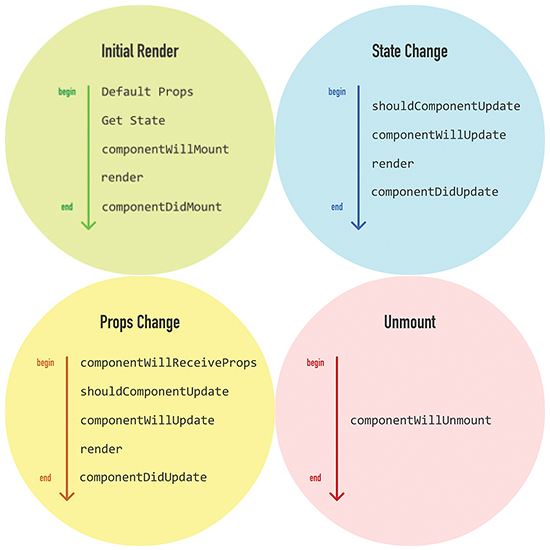 Initial Render
begin
Default Props
Get State
componentWillMount
render
end
componentDidMount
State Change
begin
shouldComponentUpdate
componentWillUpdate
render
componentDidUpdate
end
Props Change
begin
componentWillReceiveProps
shouldComponentUpdate
componentWillUpdate
render
end
componentDidUpdate
Unmount
begin
componentWillUnmount
end